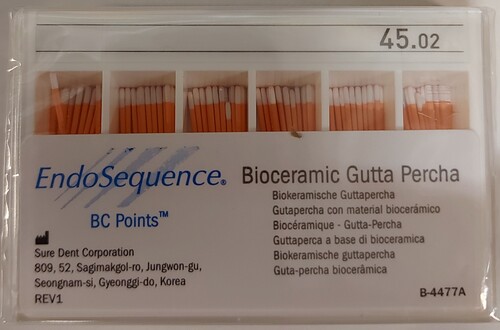 45.02
EndoSequence®
BC Points™
Bioceramic Gutta Percha
Biokeramische Guttapercha
Gutapercha con material biocerámico
Biocéramique - Gutta-Percha
Guttaperca a base di bioceramica
Biokeramische guttapercha
Guta-percha biocerâmica
Sure Dent Corporation
809, 52, Sagimakgol-ro, Jungwon-gu,
Seongnam-si, Gyeonggi-do, Korea
REV1
B-4477A